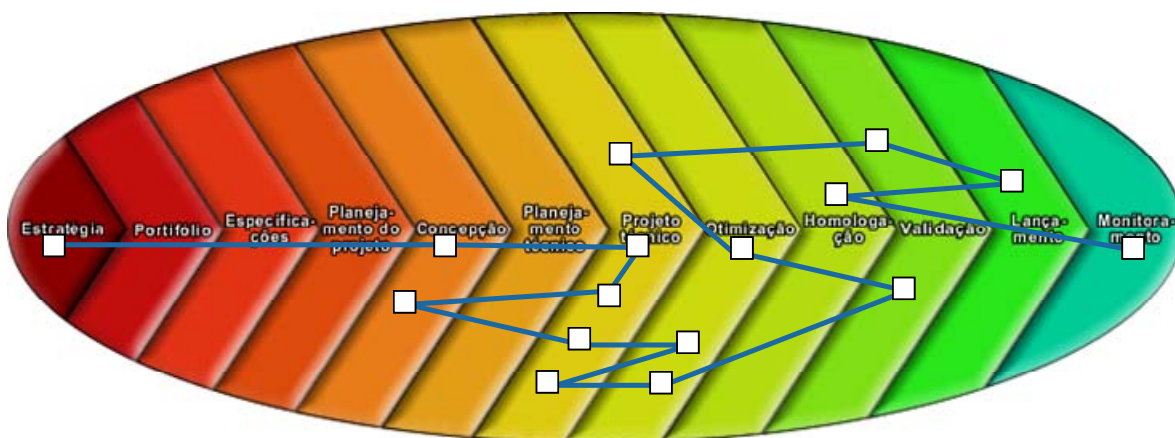 Estratégia
Portifólio
Especifica-
ções
Planeja-
mento do
projeto
Concepção
Planeja-
mento
técnico
Projeto
técnico
Otimização
Homologa-
ção
Validação
Lança-
mento
Monitora-
mento